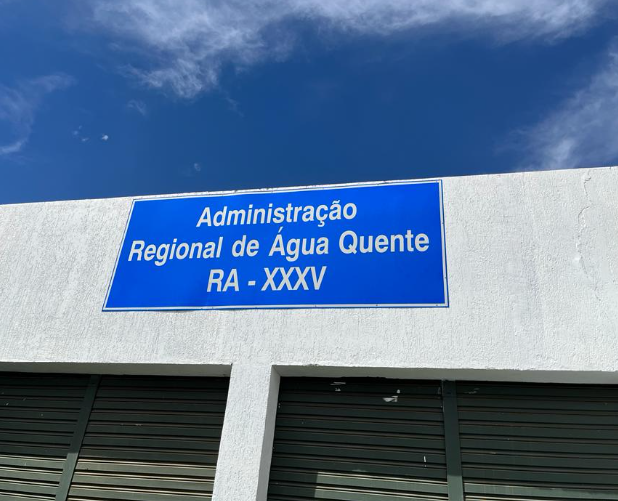 Administração
Regional de Água Quente
RA - XXXV